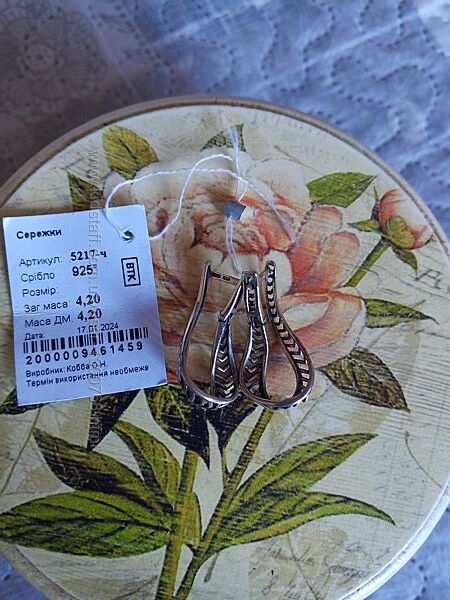 Сережки
Артикул: 5217-ч
Срібло 925°
Розмір:
Заг маса 4,20
Маса ДМ. 4,20
Дата: 17.01.2024
2000009461459
Виробник: Кобба О.Н.
Термін використання необмеже
ВТК